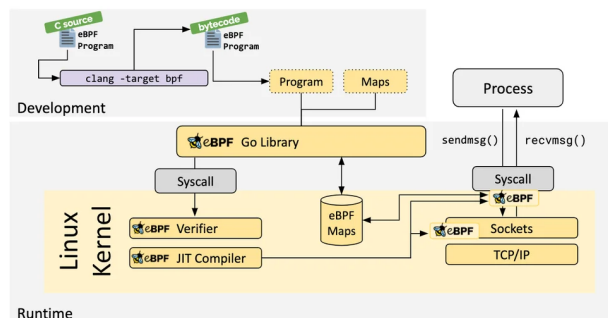 C source
eBPF
Program
bytecode
eBPF
Program
clang -target bpf
Program
Maps
Development
Process
sendmsg()
recvmsg()
eBPF Go Library
Syscall
Syscall
eBPF
Linux
Kernel
eBPF Verifier
eBPF
Maps
eBPF
Sockets
eBPF JIT Compiler
TCP/IP
Runtime